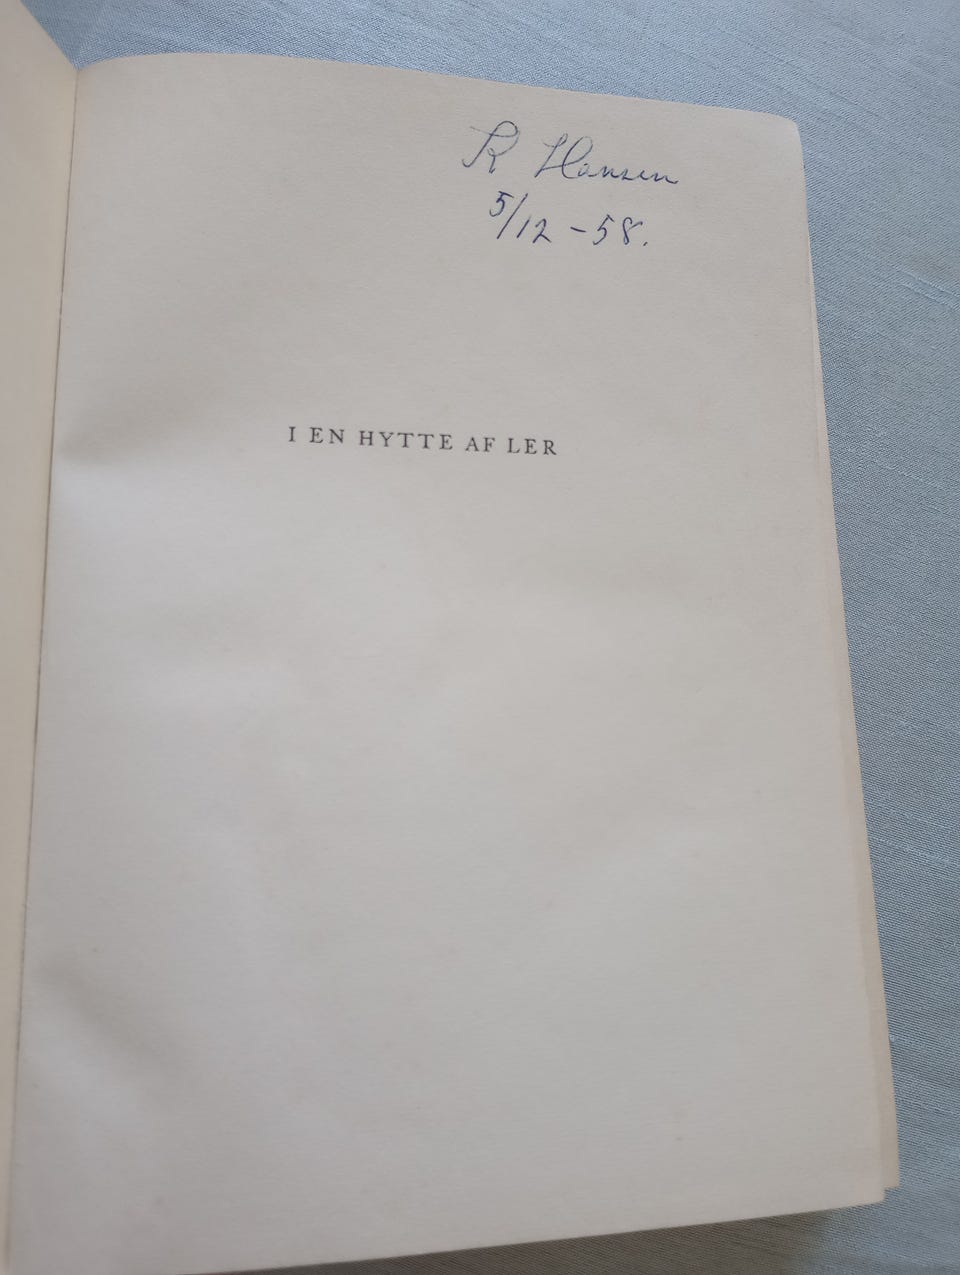 R Hansen
5/12 - 58.
I EN HYTTE AF LER